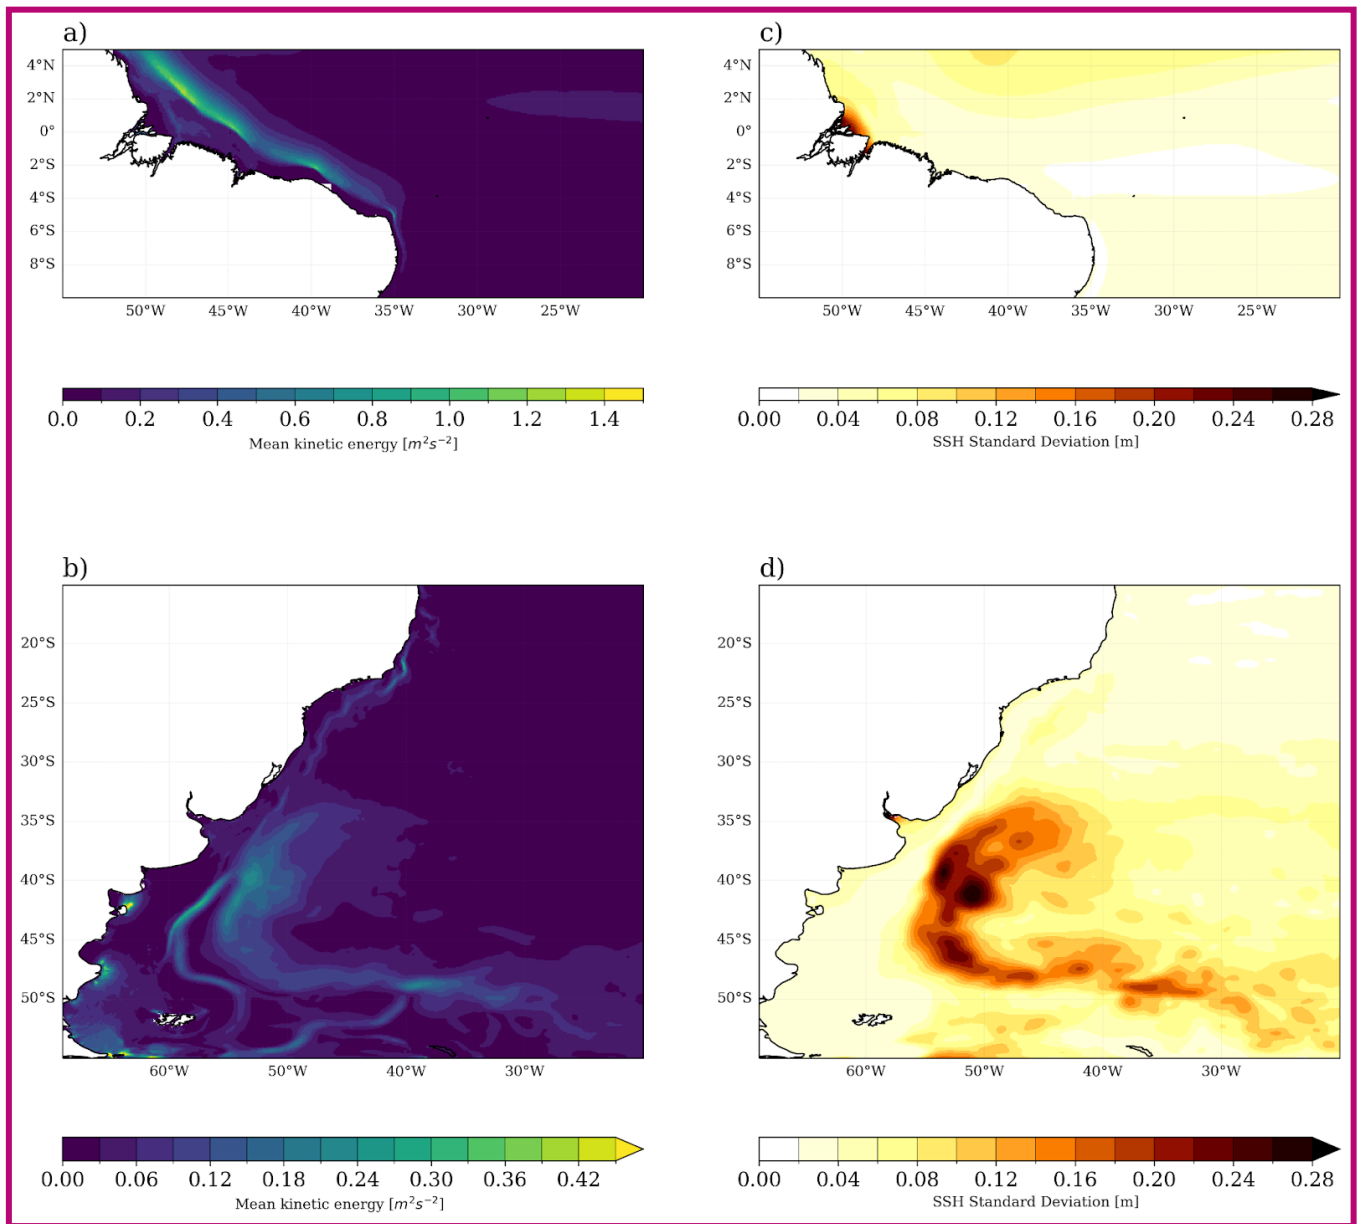 a)
4°N
2°N
0°
2°S
4°S
6°S
8°S
50°W 45°W 40°W 35°W 30°W 25°W
0.0 0.2 0.4 0.6 0.8 1.0 1.2 1.4
Mean kinetic energy [m²s⁻²]
c)
4°N
2°N
0°
2°S
4°S
6°S
8°S
50°W 45°W 40°W 35°W 30°W 25°W
0.00 0.04 0.08 0.12 0.16 0.20 0.24 0.28
SSH Standard Deviation [m]
b)
20°S
25°S
30°S
35°S
40°S
45°S
50°S
60°W 50°W 40°W 30°W
0.00 0.06 0.12 0.18 0.24 0.30 0.36 0.42
Mean kinetic energy [m²s⁻²]
d)
20°S
25°S
30°S
35°S
40°S
45°S
50°S
60°W 50°W 40°W 30°W
0.00 0.04 0.08 0.12 0.16 0.20 0.24 0.28
SSH Standard Deviation [m]